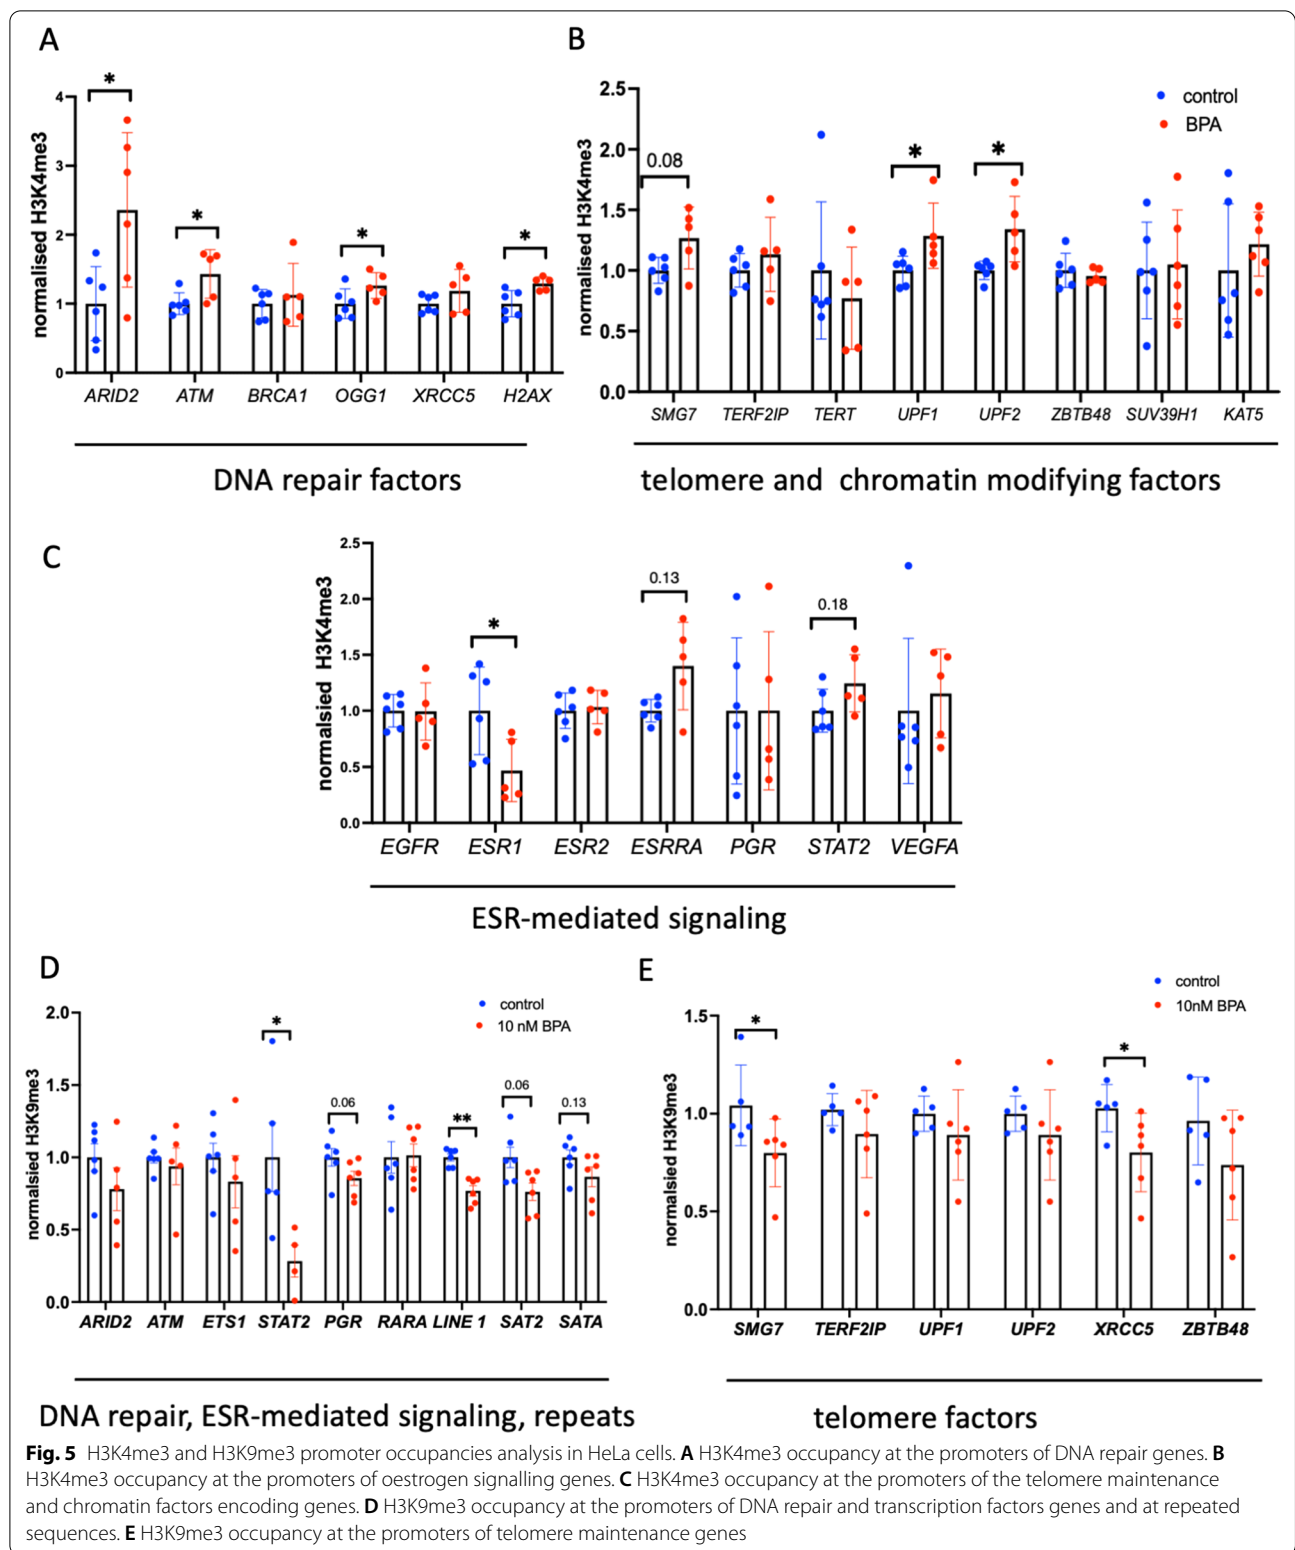 A
normalised H3K4me3
4
3
2
1
0
*
*
*
*
ARID2 ATM BRCA1 OGG1 XRCC5 H2AX
DNA repair factors
B
normalised H3K4me3
2.5
2.0
1.5
1.0
0.5
0.0
control
BPA
0.08
*
*
SMG7 TERF2IP TERT UPF1 UPF2 ZBTB48 SUV39H1 KAT5
telomere and chromatin modifying factors
C
normalsied H3K4me3
2.5
2.0
1.5
1.0
0.5
0.0
*
0.13
0.18
EGFR ESR1 ESR2 ESRRA PGR STAT2 VEGFA
ESR-mediated signaling
D
normalsied H3K9me3
2.0
1.5
1.0
0.5
0.0
control
10 nM BPA
*
0.06
**
0.06
0.13
ARID2 ATM ETS1 STAT2 PGR RARA LINE 1 SAT2 SATA
DNA repair, ESR-mediated signaling, repeats
E
normalsied H3K9me3
1.5
1.0
0.5
0.0
control
10nM BPA
*
*
SMG7 TERF2IP UPF1 UPF2 XRCC5 ZBTB48
telomere factors
Fig. 5 H3K4me3 and H3K9me3 promoter occupancies analysis in HeLa cells. A H3K4me3 occupancy at the promoters of DNA repair genes. B
H3K4me3 occupancy at the promoters of oestrogen signalling genes. C H3K4me3 occupancy at the promoters of the telomere maintenance
and chromatin factors encoding genes. D H3K9me3 occupancy at the promoters of DNA repair and transcription factors genes and at repeated
sequences. E H3K9me3 occupancy at the promoters of telomere maintenance genes